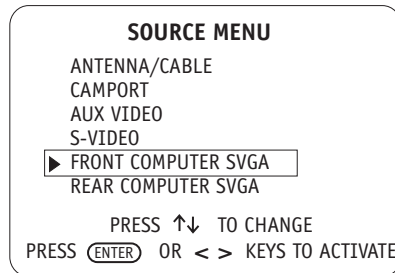 SOURCE MENU
ANTENNA/CABLE
CAMPORT
AUX VIDEO
S-VIDEO
▶ FRONT COMPUTER SVGA
REAR COMPUTER SVGA
PRESS ↑↓ TO CHANGE
PRESS ENTER OR < > KEYS TO ACTIVATE